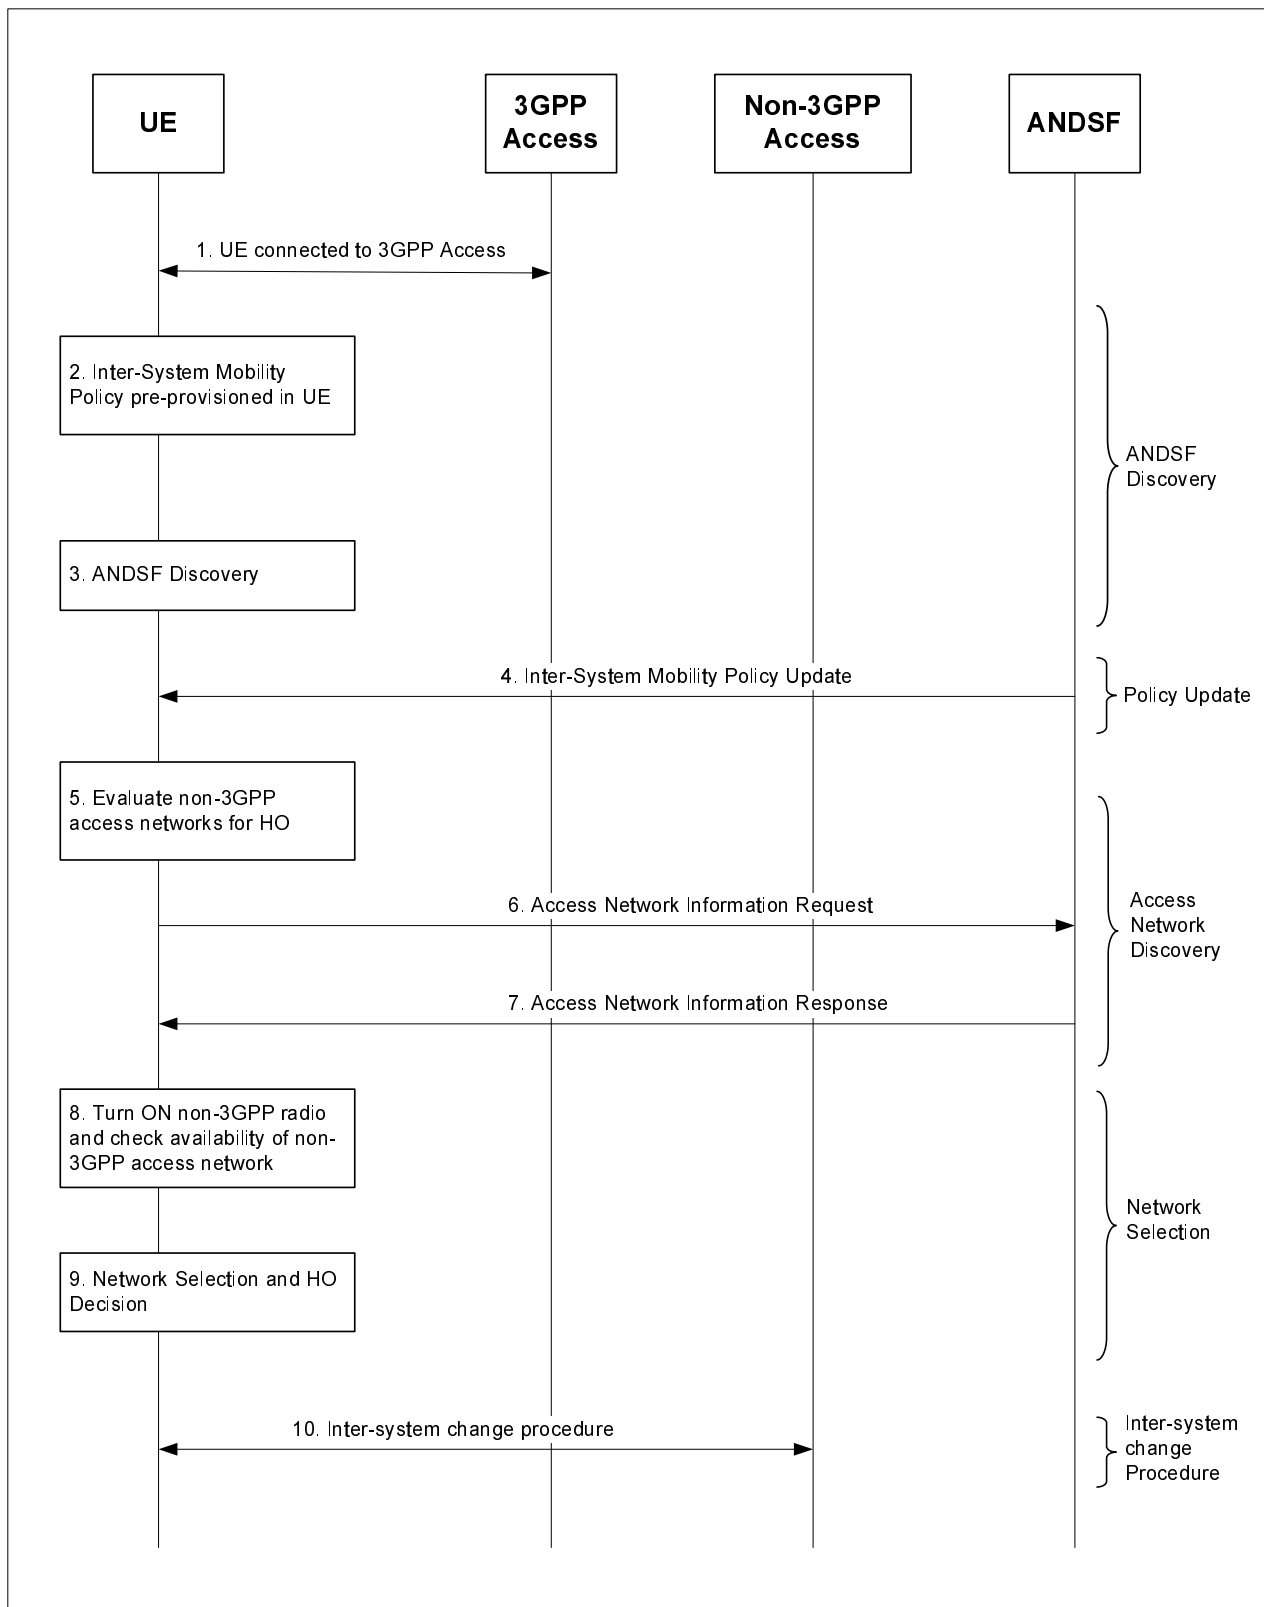 UE
3GPP
Access
Non-3GPP
Access
ANDSF
1. UE connected to 3GPP Access
2. Inter-System Mobility
Policy pre-provisioned in UE
ANDSF
Discovery
3. ANDSF Discovery
4. Inter-System Mobility Policy Update
Policy Update
5. Evaluate non-3GPP
access networks for HO
6. Access Network Information Request
Access
Network
Discovery
7. Access Network Information Response
8. Turn ON non-3GPP radio
and check availability of non-
3GPP access network
Network
Selection
9. Network Selection and HO
Decision
10. Inter-system change procedure
Inter-system
change
Procedure